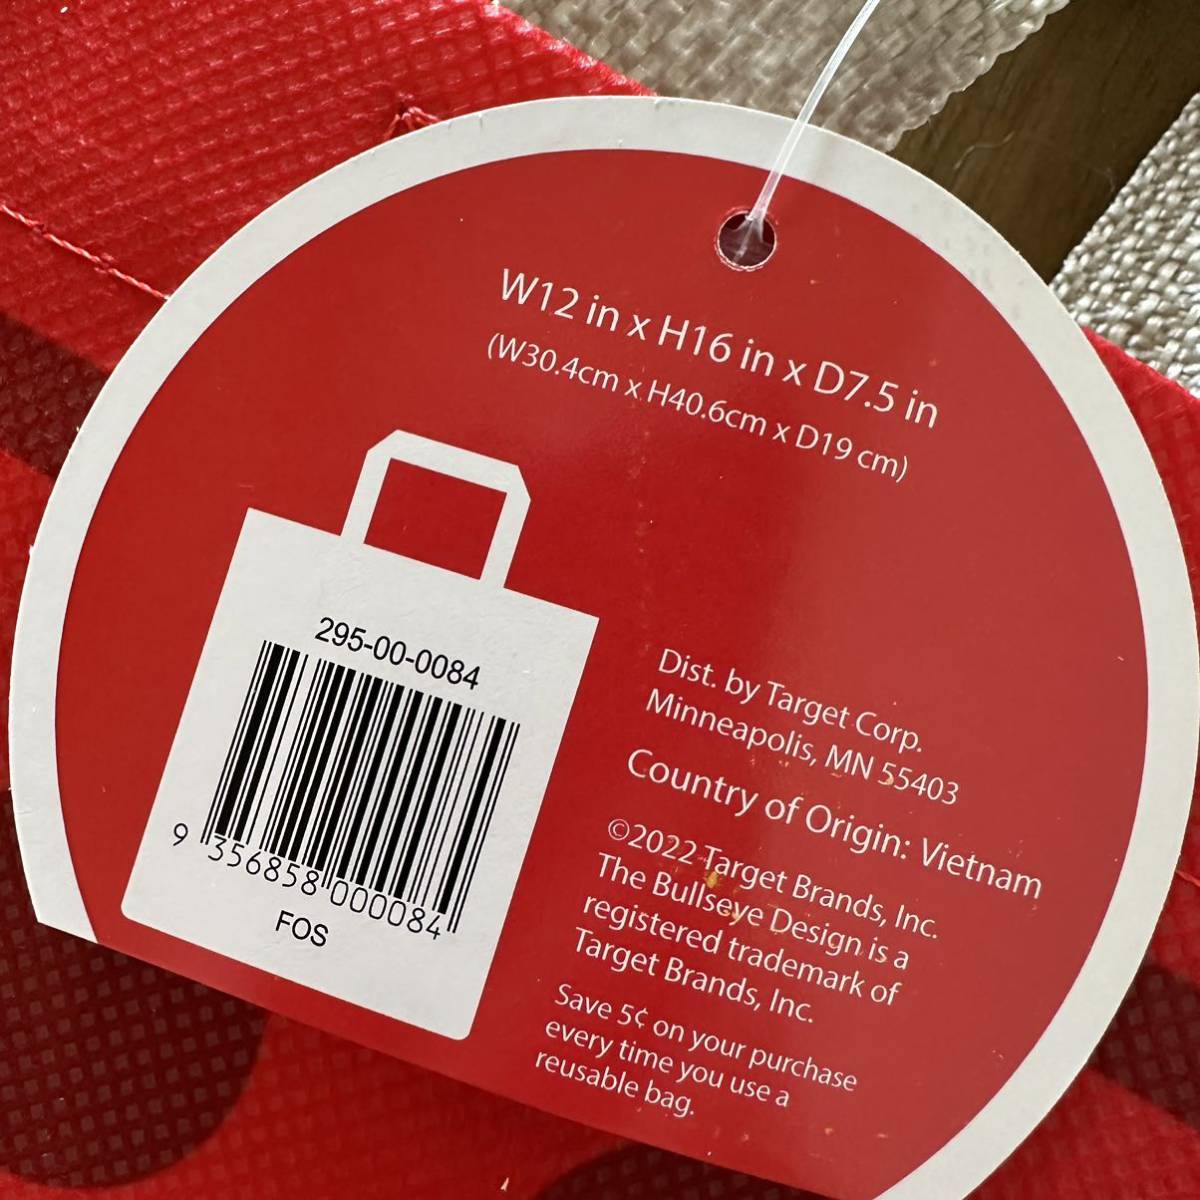 W12 in x H16 in x D7.5 in
(W30.4cm x H40.6cm x D19 cm)
295-00-0084
9 356858 000084
FOS
Dist. by Target Corp.
Minneapolis, MN 55403
Country of Origin: Vietnam
©2022 Target Brands, Inc.
The Bullseye Design is a
registered trademark of
Target Brands, Inc.
Save 5¢ on your purchase
every time you use a
reusable bag.